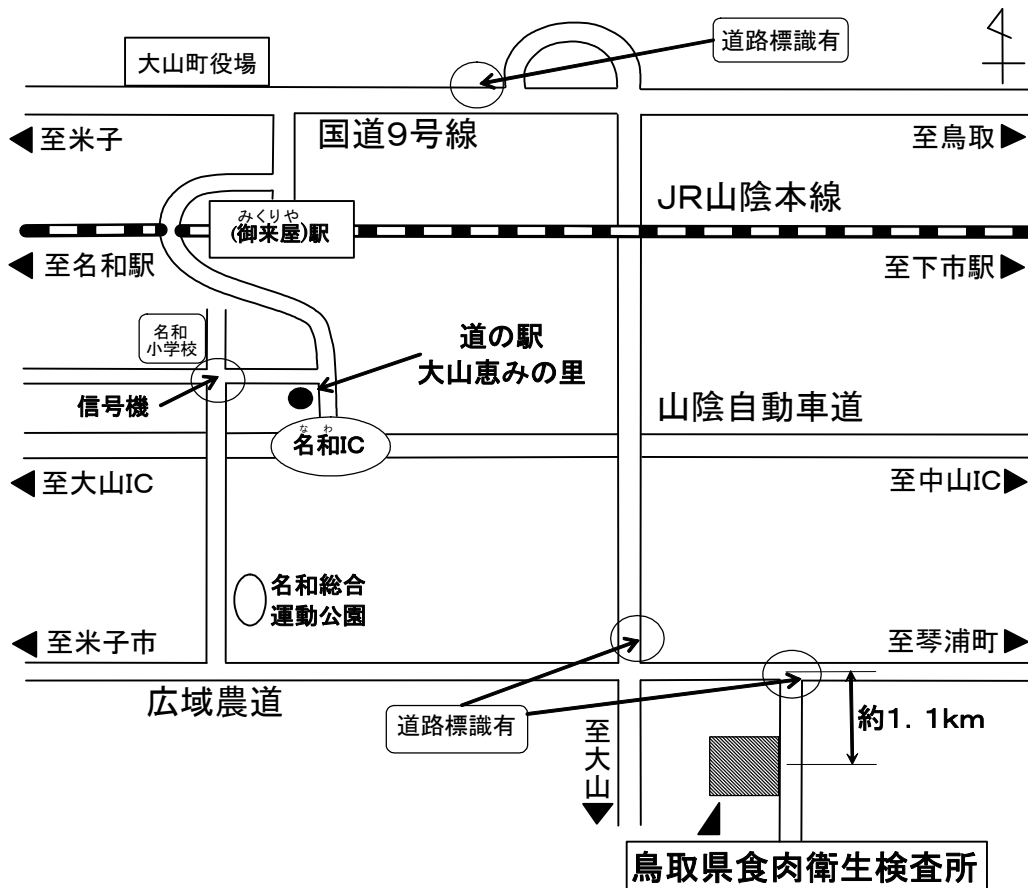 道路標識有
大山町役場
国道9号線
至米子
至鳥取
JR山陰本線
みくりや
(御来屋)駅
至名和駅
至下市駅
名和
小学校
道の駅
大山恵みの里
信号機
山陰自動車道
なわ
名和IC
至大山IC
至中山IC
名和総合
運動公園
至米子市
至琴浦町
広域農道
道路標識有
約1.1km
至大山
鳥取県食肉衛生検査所